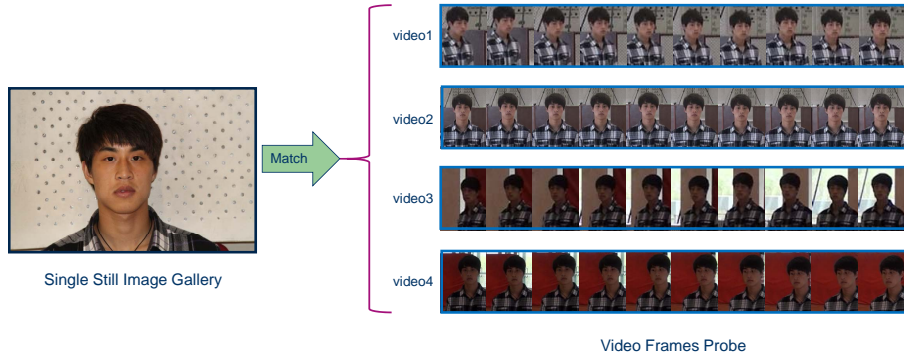 video1
video2
Match
video3
Single Still Image Gallery
video4
Video Frames Probe